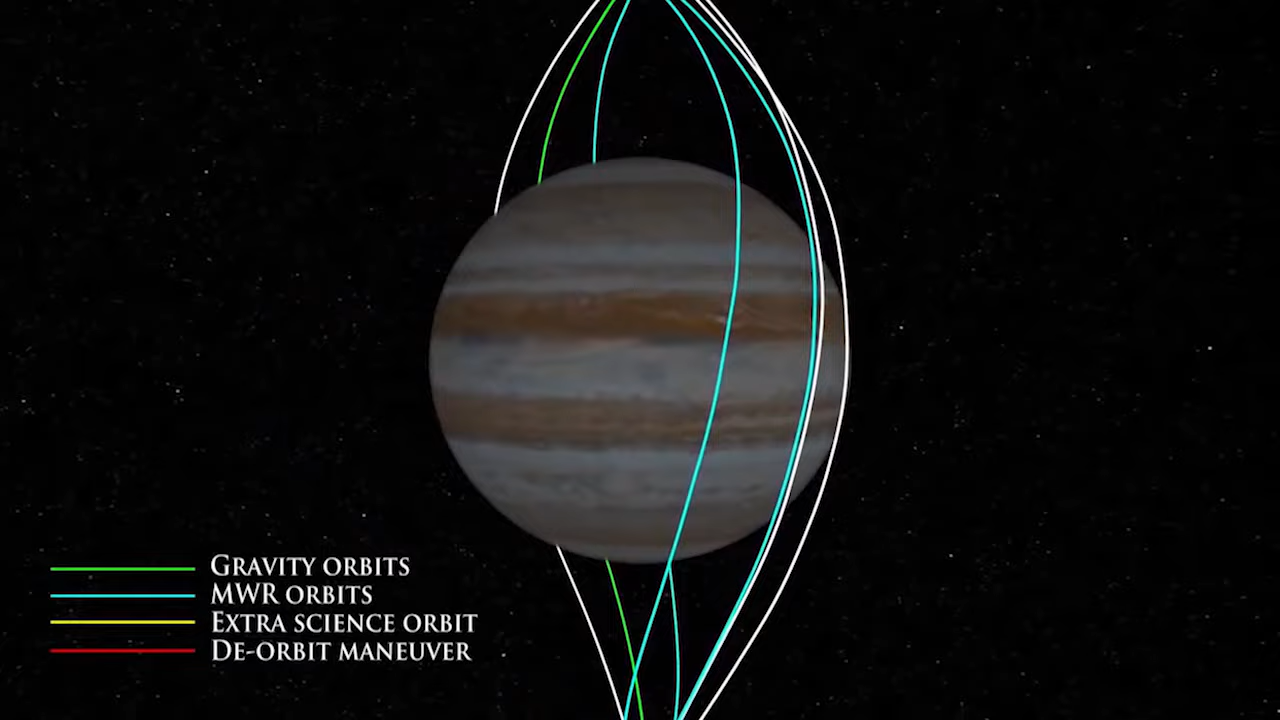 Gravity orbits
MWR orbits
Extra science orbit
De-orbit maneuver